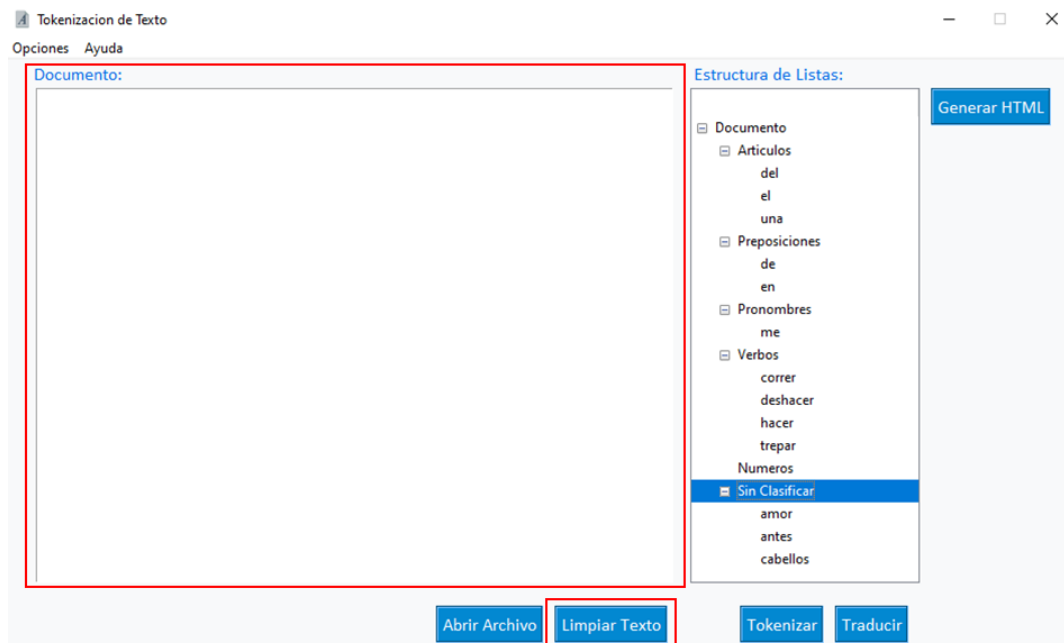 Tokenizacion de Texto
Opciones Ayuda
Documento:
Estructura de Listas:
Generar HTML
Documento
Articulos
del
el
una
Preposiciones
de
en
Pronombres
me
Verbos
correr
deshacer
hacer
trepar
Numeros
Sin Clasificar
amor
antes
cabellos
Abrir Archivo Limpiar Texto Tokenizar Traducir